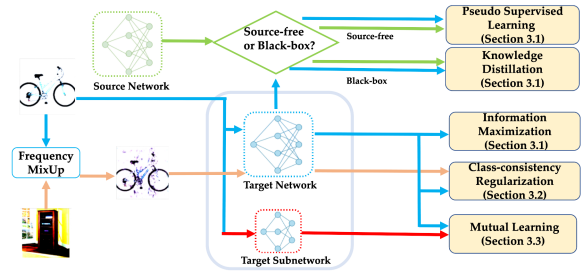 Source Network
Source-free
or Black-box?
Source-free
Black-box
Pseudo Supervised
Learning
(Section 3.1)
Knowledge
Distillation
(Section 3.1)
Frequency
MixUp
Target Network
Target Subnetwork
Information
Maximization
(Section 3.1)
Class-consistency
Regularization
(Section 3.2)
Mutual Learning
(Section 3.3)